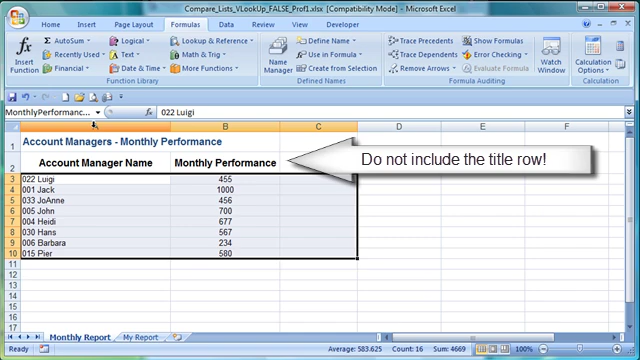 Compare_Lists_VLookUp_FALSE_Prof1.xlsx [Compatibility Mode] - Microsoft Excel
Home Insert Page Layout Formulas Data Review View Developer
Insert Function
AutoSum Logical Lookup & Reference
Recently Used Text Math & Trig
Financial Date & Time More Functions
Function Library
Name Manager
Define Name
Use in Formula
Create from Selection
Defined Names
Trace Precedents Show Formulas
Trace Dependents Error Checking
Remove Arrows Evaluate Formula
Formula Auditing
Watch Window
Calculation Options
Calculation
MonthlyPerformanc... fx 022 Luigi
A B C D E F
1 Account Managers - Monthly Performance
2 Account Manager Name Monthly Performance
Do not include the title row!
3 022 Luigi 455
4 001 Jack 1000
5 033 JoAnne 456
6 005 John 700
7 004 Heidi 677
8 030 Hans 567
9 006 Barbara 234
10 015 Pier 580
11
12
13
14
15
16
17
Monthly Report My Report
Ready Average: 583.625 Count: 16 Sum: 4669 100%